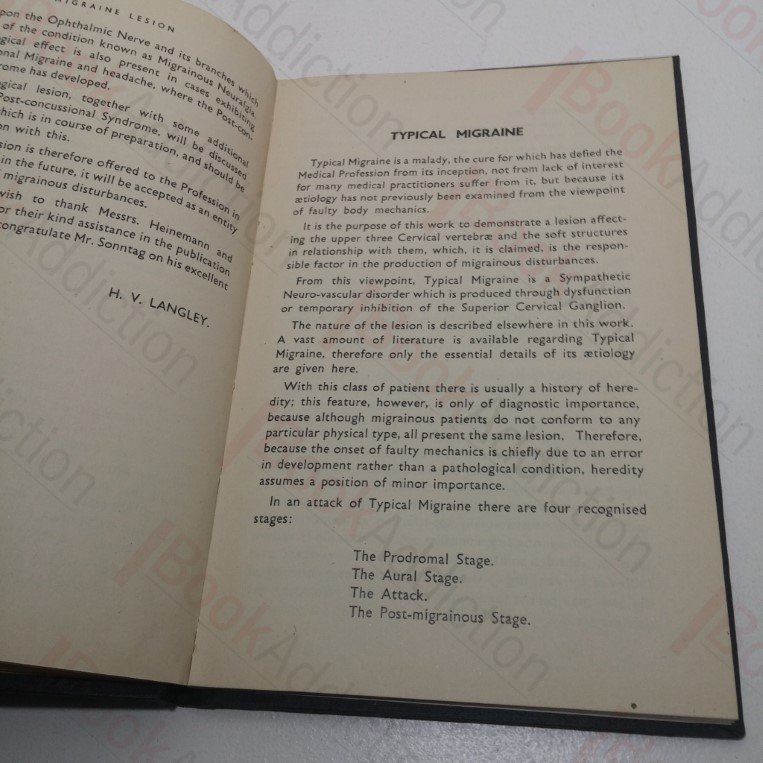 MIGRAINE LESION
upon the Ophthalmic Nerve and its branches which
of the condition known as Migrainous Neuralgia.
gical effect is also present in cases exhibiting
onal Migraine and headache, where the Post-con-
rome has developed.
gical lesion, together with some additional
Post-concussional Syndrome, will be discussed
which is in course of preparation, and should be
on with this.
sion is therefore offered to the Profession in
in the future, it will be accepted as an entity
migrainous disturbances.
wish to thank Messrs. Heinemann and
or their kind assistance in the publication
congratulate Mr. Sonntag on his excellent
H. V. LANGLEY.
TYPICAL MIGRAINE
Typical Migraine is a malady, the cure for which has defied the
Medical Profession from its inception, not from lack of interest
for many medical practitioners suffer from it, but because its
ætiology has not previously been examined from the viewpoint
of faulty body mechanics.
It is the purpose of this work to demonstrate a lesion affect-
ing the upper three Cervical vertebræ and the soft structures
in relationship with them, which, it is claimed, is the respon-
sible factor in the production of migrainous disturbances.
From this viewpoint, Typical Migraine is a Sympathetic
Neuro-vascular disorder which is produced through dysfunction
or temporary inhibition of the Superior Cervical Ganglion.
The nature of the lesion is described elsewhere in this work.
A vast amount of literature is available regarding Typical
Migraine, therefore only the essential details of its ætiology
are given here.
With this class of patient there is usually a history of here-
dity; this feature, however, is only of diagnostic importance,
because although migrainous patients do not conform to any
particular physical type, all present the same lesion. Therefore,
because the onset of faulty mechanics is chiefly due to an error
in development rather than a pathological condition, heredity
assumes a position of minor importance.
In an attack of Typical Migraine there are four recognised
stages:
The Prodromal Stage.
The Aural Stage.
The Attack.
The Post-migrainous Stage.
BookAddiction